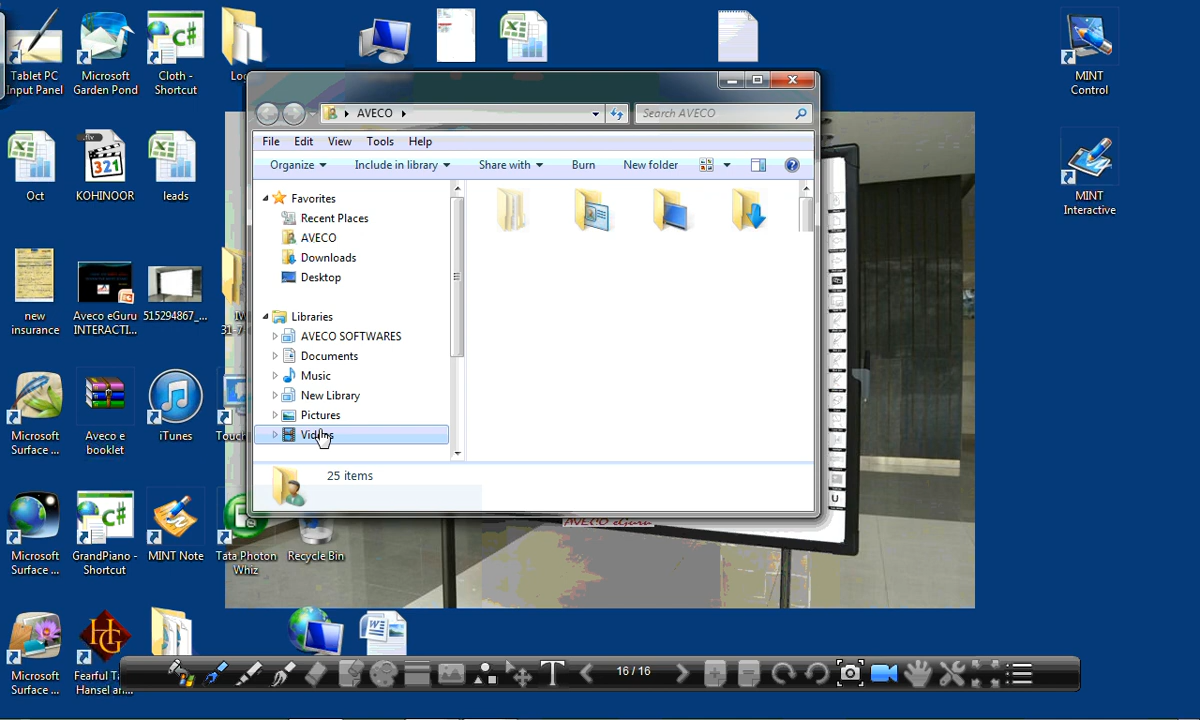 Tablet PC
Input Panel
Microsoft
Garden Pond
Cloth -
Shortcut
MINT
Control
AVECO
Search AVECO
File Edit View Tools Help
Organize Include in library Share with Burn New folder
Oct
KOHINOOR
leads
MINT
Interactive
Favorites
Recent Places
AVECO
Downloads
Desktop
Libraries
AVECO SOFTWARES
Documents
Music
New Library
Pictures
25 items
new
insurance
Aveco eGuru
INTERACTI...
515294867_...
Microsoft
Surface ...
Aveco e
booklet
iTunes
AVECO eGuru
Microsoft
Surface ...
GrandPiano -
Shortcut
MINT Note
Tata Photon
Whiz
Recycle Bin
Microsoft
Surface ...
Hansel an...
16/16